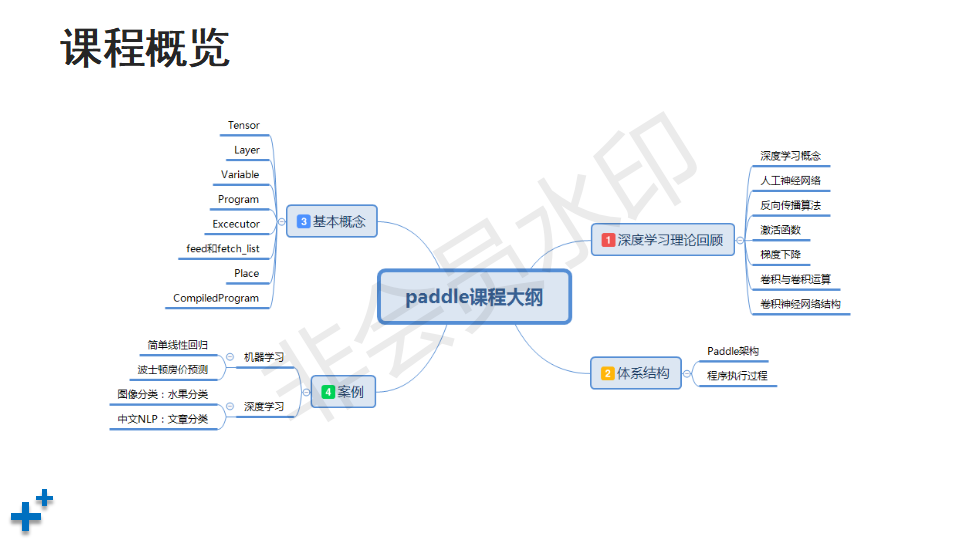 课程概览
paddle课程大纲
1 深度学习理论回顾
深度学习概念
人工神经网络
反向传播算法
激活函数
梯度下降
卷积与卷积运算
卷积神经网络结构
2 体系结构
Paddle架构
程序执行过程
3 基本概念
Tensor
Layer
Variable
Program
Excecutor
feed和fetch_list
Place
CompiledProgram
4 案例
机器学习
简单线性回归
波士顿房价预测
深度学习
图像分类：水果分类
中文NLP：文章分类
非会员水印